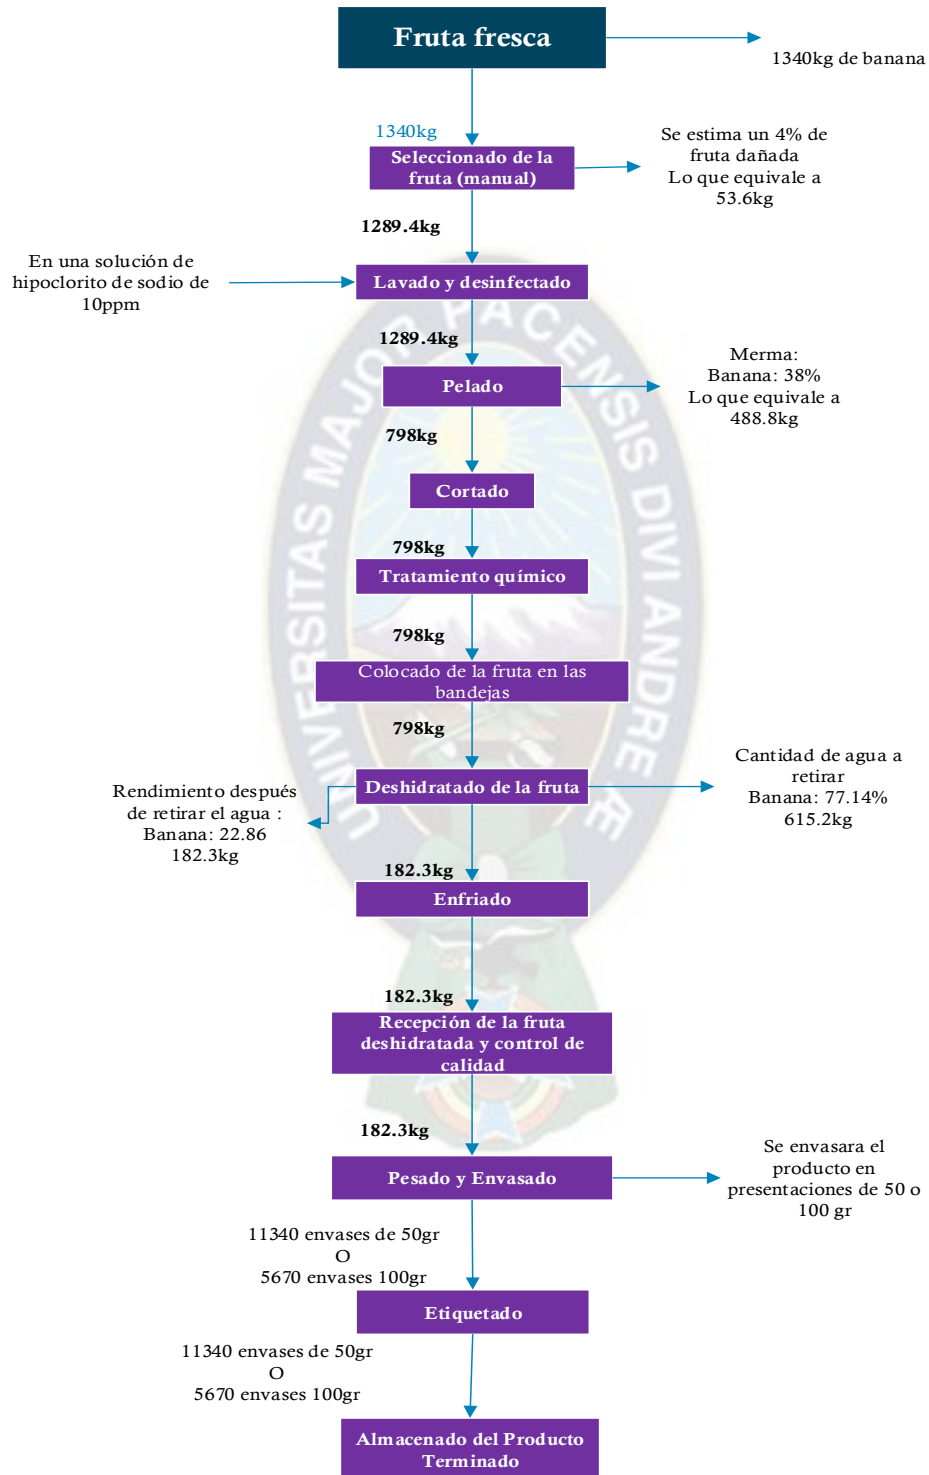 Fruta fresca
1340kg de banana
1340kg
Seleccionado de la
fruta (manual)
Se estima un 4% de
fruta dañada
Lo que equivale a
53.6kg
1289.4kg
En una solución de
hipoclorito de sodio de
10ppm
Lavado y desinfectado
1289.4kg
Pelado
Merma:
Banana: 38%
Lo que equivale a
488.8kg
798kg
Cortado
798kg
Tratamiento químico
798kg
Colocado de la fruta en las
bandejas
798kg
Deshidratado de la fruta
Cantidad de agua a
retirar
Banana: 77.14%
615.2kg
Rendimiento después
de retirar el agua :
Banana: 22.86
182.3kg
182.3kg
Enfriado
182.3kg
Recepción de la fruta
deshidratada y control de
calidad
182.3kg
Pesado y Envasado
Se envasara el
producto en
presentaciones de 50 o
100 gr
11340 envases de 50gr
O
5670 envases 100gr
Etiquetado
11340 envases de 50gr
O
5670 envases 100gr
Almacenado del Producto
Terminado
UNIVERSITAS MAJOR PACENSIS DIVI ANDRE Æ